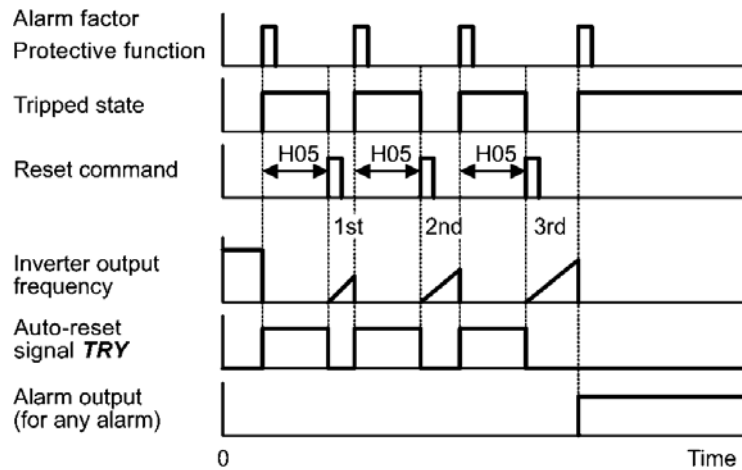 Alarm factor
Protective function
Tripped state
H05 H05 H05
Reset command
1st 2nd 3rd
Inverter output
frequency
Auto-reset
signal TRY
Alarm output
(for any alarm)
0 Time